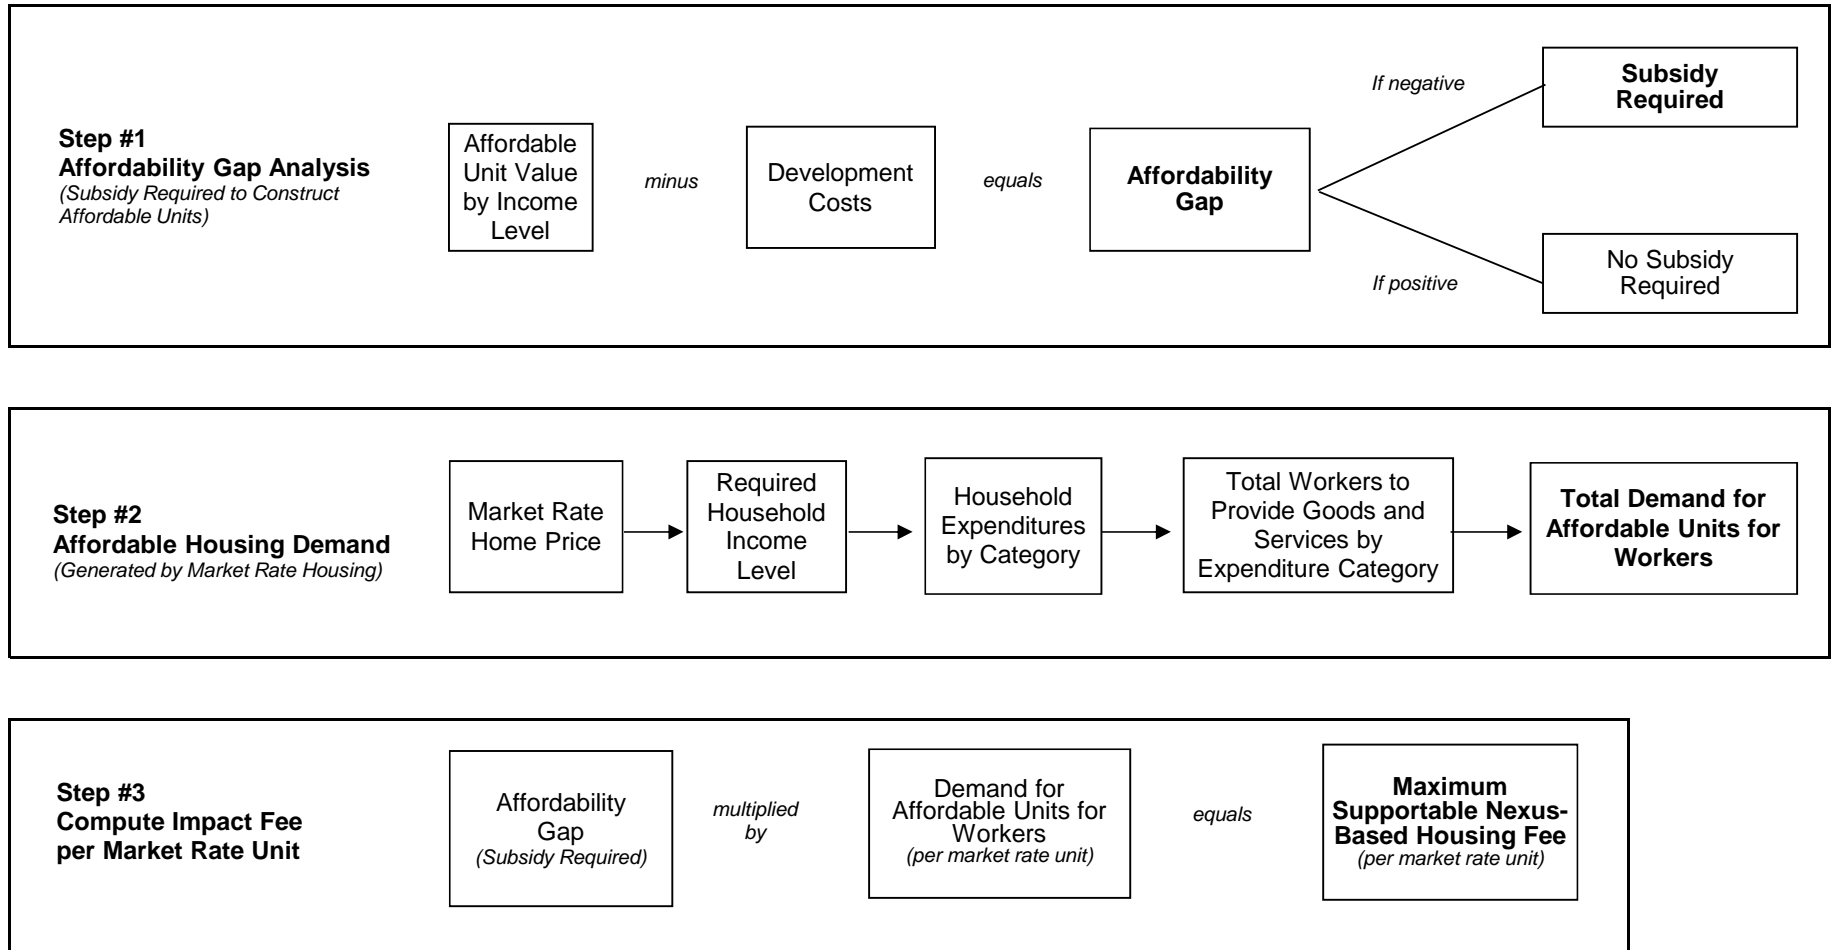 Step #1
Affordability Gap Analysis
(Subsidy Required to Construct
Affordable Units)
Affordable
Unit Value
by Income
Level
minus
Development
Costs
equals
Affordability
Gap
If negative
Subsidy
Required
If positive
No Subsidy
Required
Step #2
Affordable Housing Demand
(Generated by Market Rate Housing)
Market Rate
Home Price
Required
Household
Income
Level
Household
Expenditures
by Category
Total Workers to
Provide Goods and
Services by
Expenditure Category
Total Demand for
Affordable Units for
Workers
Step #3
Compute Impact Fee
per Market Rate Unit
Affordability
Gap
(Subsidy Required)
multiplied
by
Demand for
Affordable Units for
Workers
(per market rate unit)
equals
Maximum
Supportable Nexus-
Based Housing Fee
(per market rate unit)